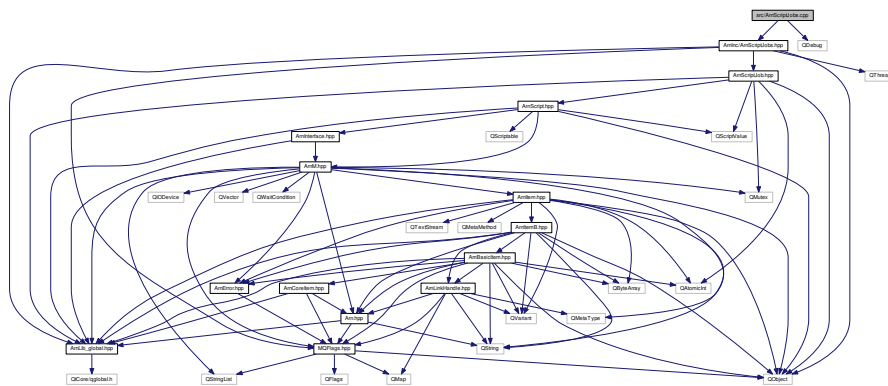 src/AmScriptJobs.cpp
AmInc/AmScriptJobs.hpp
QDebug
AmScriptJob.hpp
QThread
AmScript.hpp
AmInterface.hpp
QScriptable
QScriptValue
AmM.hpp
QIODevice
QVector
QWaitCondition
AmItem.hpp
QMutex
QTextStream
QMetaMethod
AmItemB.hpp
AmBasicItem.hpp
AmError.hpp
AmCoreItem.hpp
AmLinkHandle.hpp
QByteArray
QAtomicInt
Am.hpp
QVariant
QMetaType
AmLib_global.hpp
MQFlags.hpp
QString
QtCore/qglobal.h
QStringList
QFlags
QMap
QObject